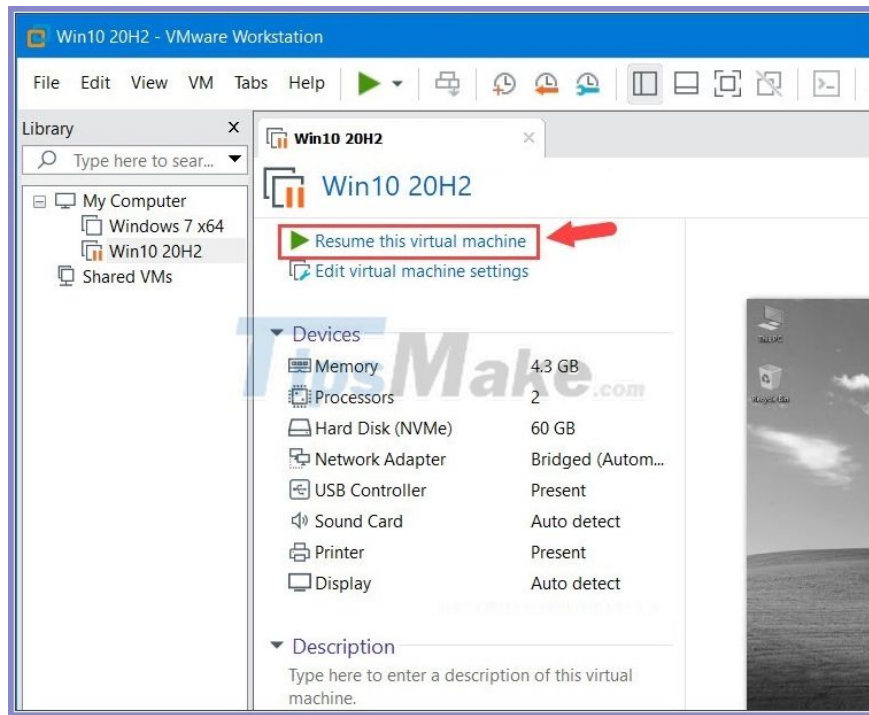 Win10 20H2 - VMware Workstation
File Edit View VM Tabs Help
Library X
Type here to sear...
My Computer
Windows 7 x64
Win10 20H2
Shared VMs
Win10 20H2
Win10 20H2
Resume this virtual machine
Edit virtual machine settings
Devices
Memory 4.3 GB
Processors 2
Hard Disk (NVMe) 60 GB
Network Adapter Bridged (Autom...
USB Controller Present
Sound Card Auto detect
Printer Present
Display Auto detect
Description
Type here to enter a description of this virtual
machine.
TipsMake.com
This PC
Recycle Bin